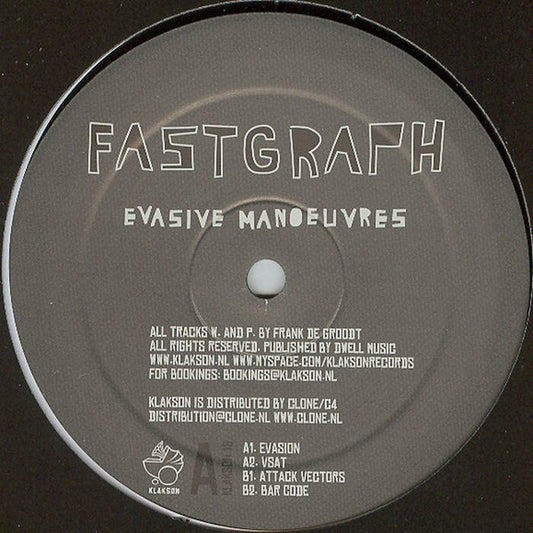 FASTGRAPH
EVASIVE MANOEUVRES
ALL TRACKS W. AND P. BY FRANK DE GROODT
ALL RIGHTS RESERVED. PUBLISHED BY DWELL MUSIC
WWW.KLAKSON.NL WWW.MYSPACE.COM/KLAKSONRECORDS
FOR BOOKINGS: BOOKINGS@KLAKSON.NL
KLAKSON IS DISTRIBUTED BY CLONE/C4
DISTRIBUTION@CLONE.NL WWW.CLONE.NL
KLAKSON
A
A1. EVASION
A2. VSAT
B1. ATTACK VECTORS
B2. BAR CODE